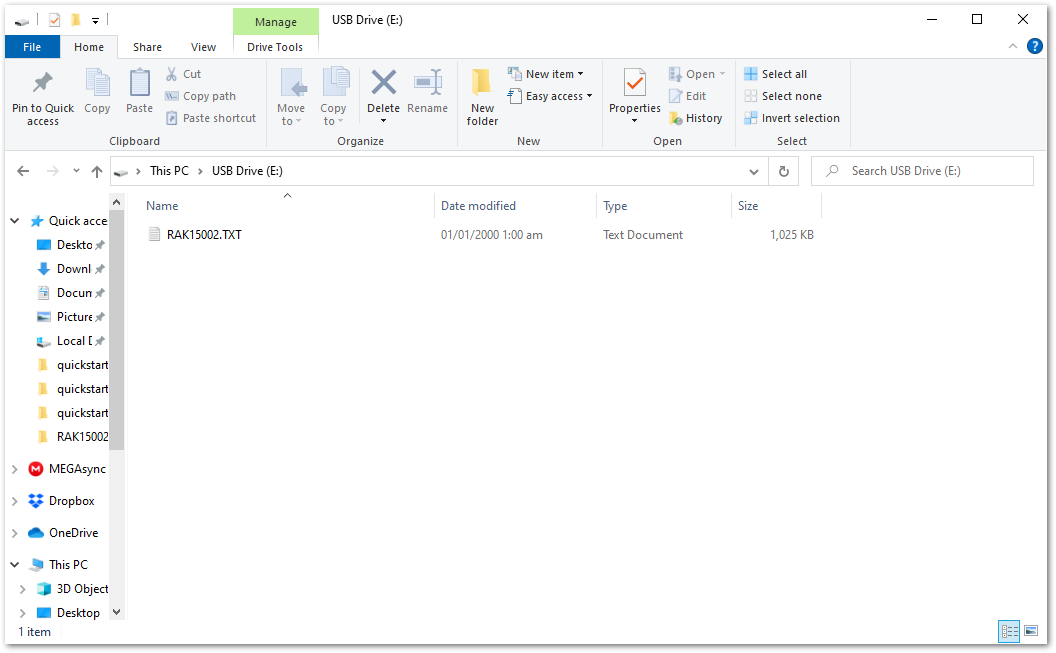 Manage USB Drive (E:)
File Home Share View Drive Tools
Pin to Quick access
Copy
Paste
Cut
Copy path
Paste shortcut
Clipboard
Move to
Copy to
Delete
Rename
Organize
New folder
New item
Easy access
New
Properties
Open
Edit
History
Open
Select all
Select none
Invert selection
Select
This PC USB Drive (E:)
Search USB Drive (E:)
Name Date modified Type Size
RAK15002.TXT 01/01/2000 1:00 am Text Document 1,025 KB
Quick acce
Deskto
Downl
Docum
Picture
Local D
quickstart
quickstart
quickstart
RAK15002
MEGAsync
Dropbox
OneDrive
This PC
3D Object
Desktop
1 item